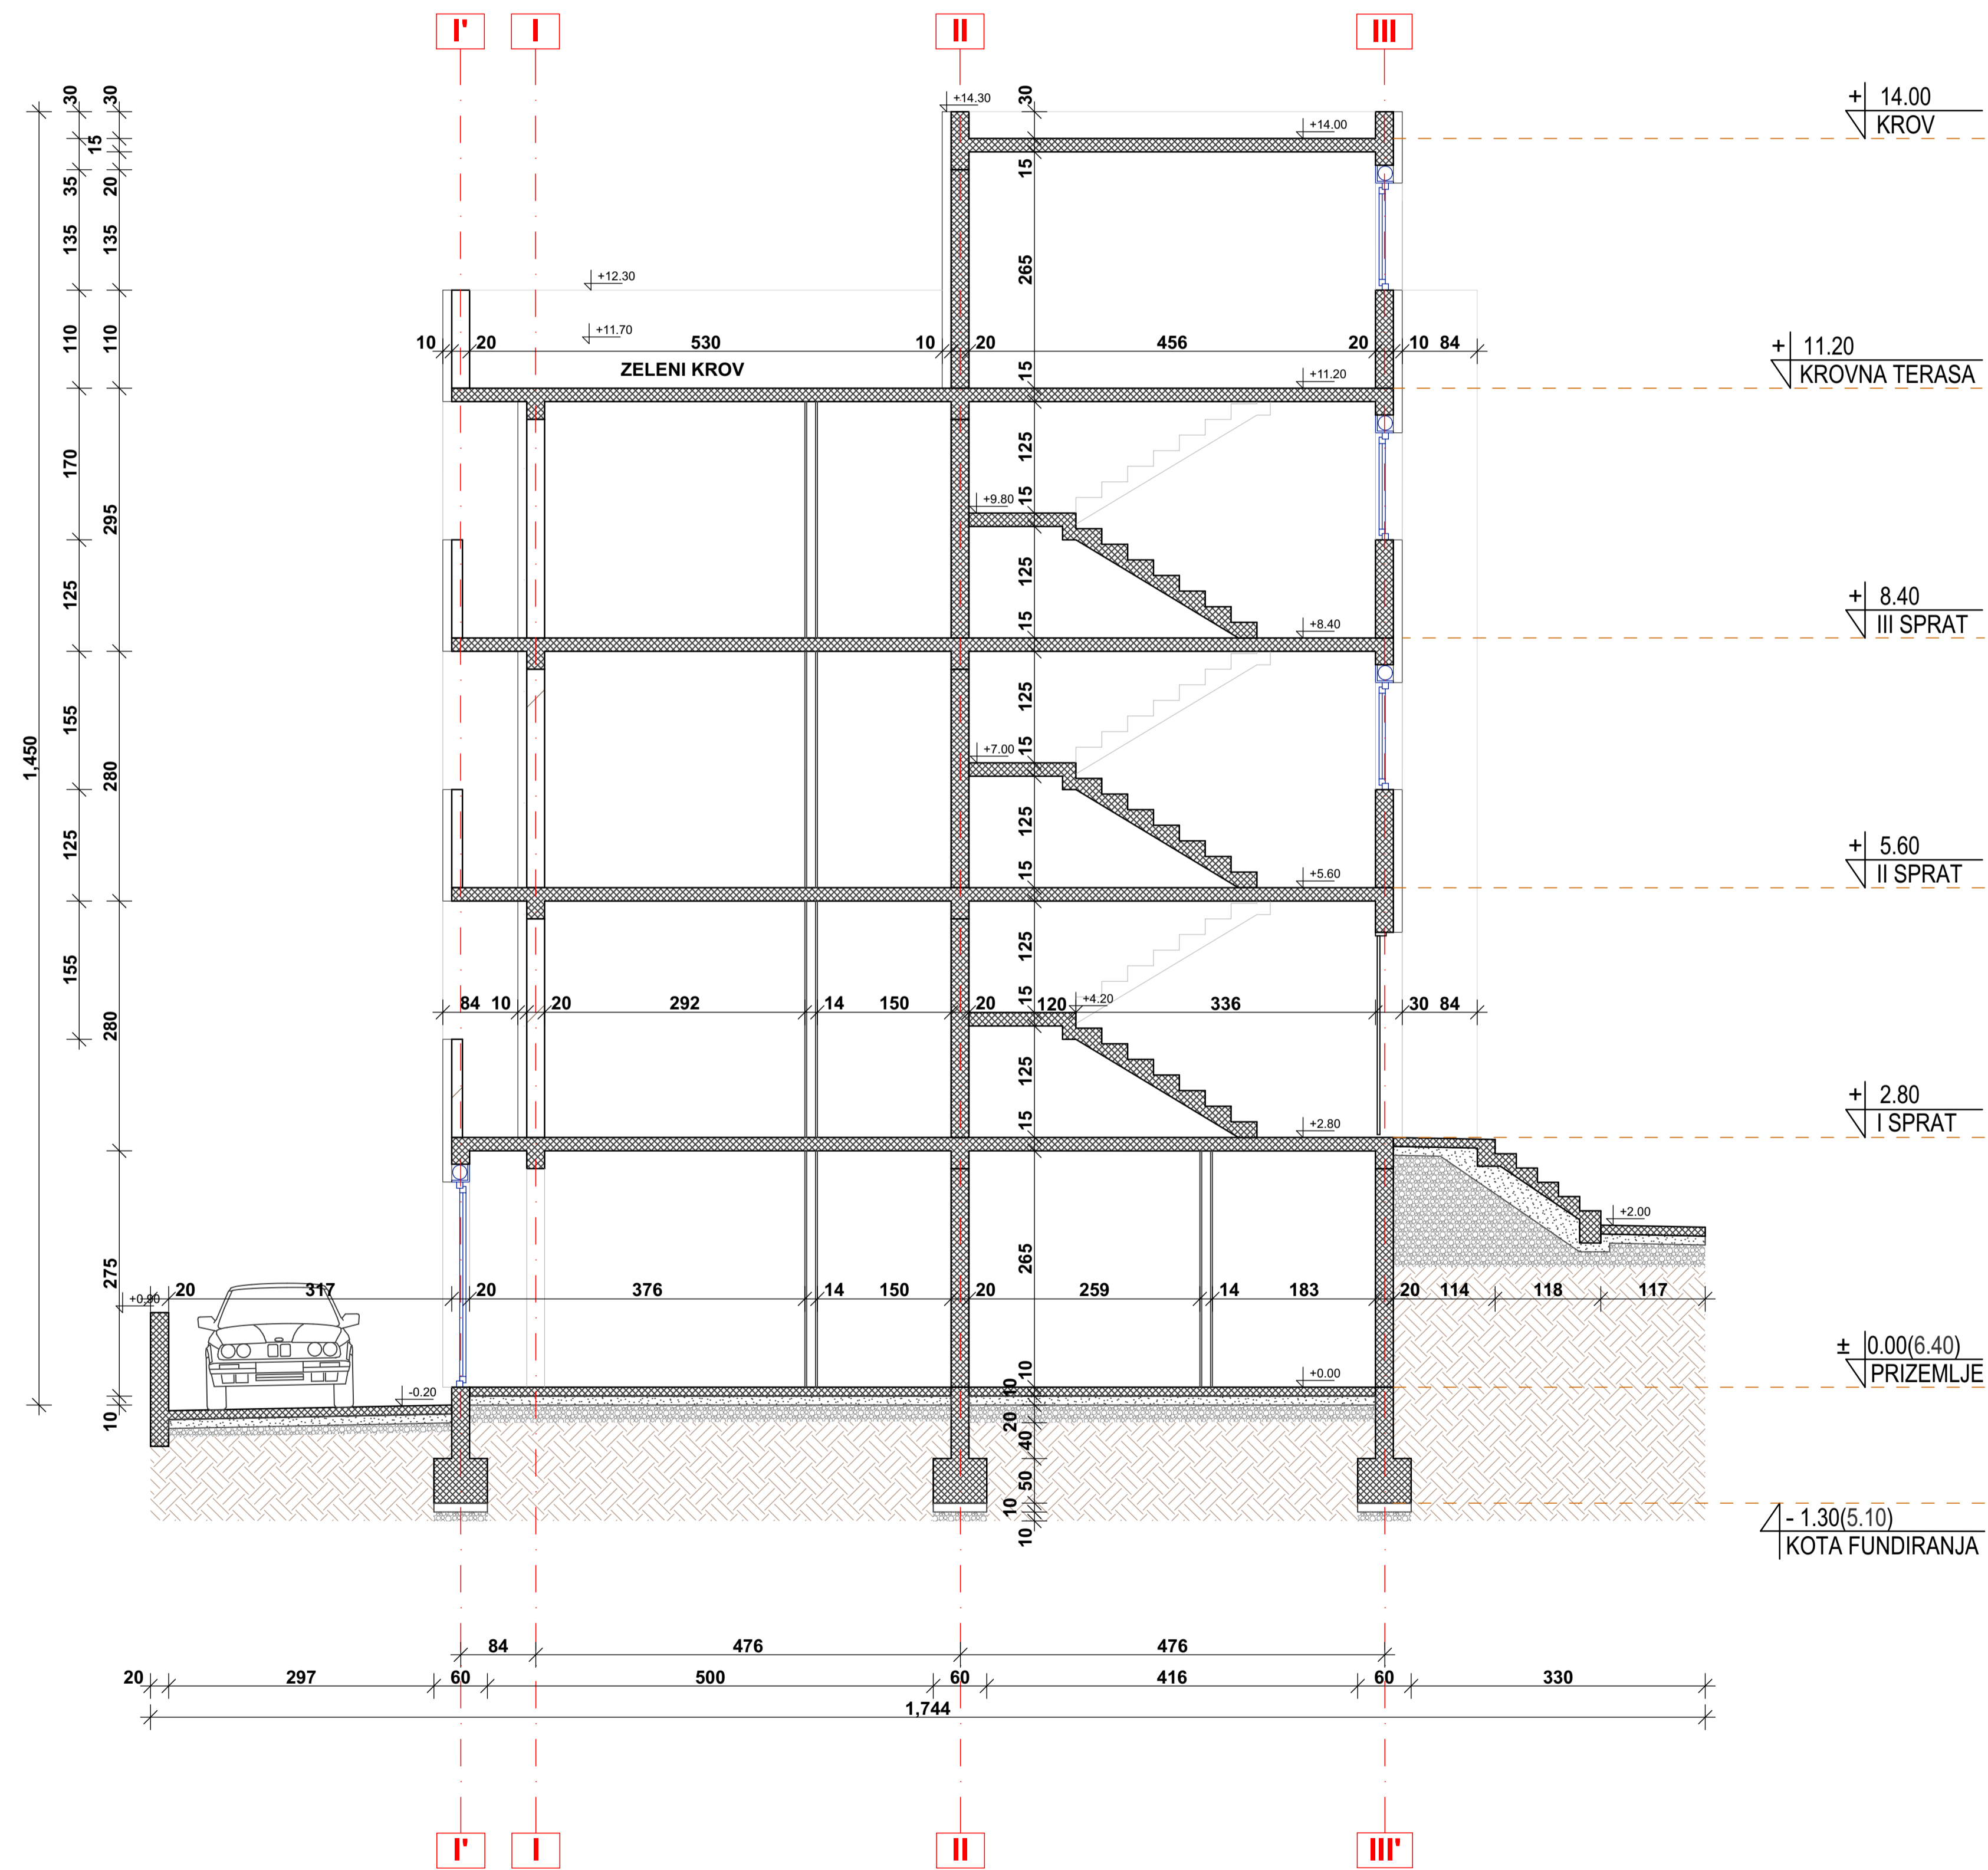 I' I II III
+14.30
+14.00
+ 14.00
KROV
30 30 30
15 15
35 20
135 135 265
+12.30
+11.70
110 110
10 20 530 10 20 456 20 10 84
ZELENI KROV
15
+11.20
+ 11.20
KROVNA TERASA
170 295 125
+9.80
15
125 125
15
+8.40
+ 8.40
III SPRAT
1,450
155 280 125
+7.00
15
125 125
15
+5.60
+ 5.60
II SPRAT
155 280 125
84 10 20 292 14 150 20 120 336 30 84
15
+4.20
125
15
+2.80
+ 2.80
I SPRAT
+2.00
275 265
+0.90
20 317 20 376 14 150 20 259 14 183 20 114 118 117
± 0.00(6.40)
PRIZEMLJE
+0.00
-0.20
10 10
10
20
40
50
10
10
- 1.30(5.10)
KOTA FUNDIRANJA
84 476 476
20 297 60 500 60 416 60 330
1,744
I' I II III'